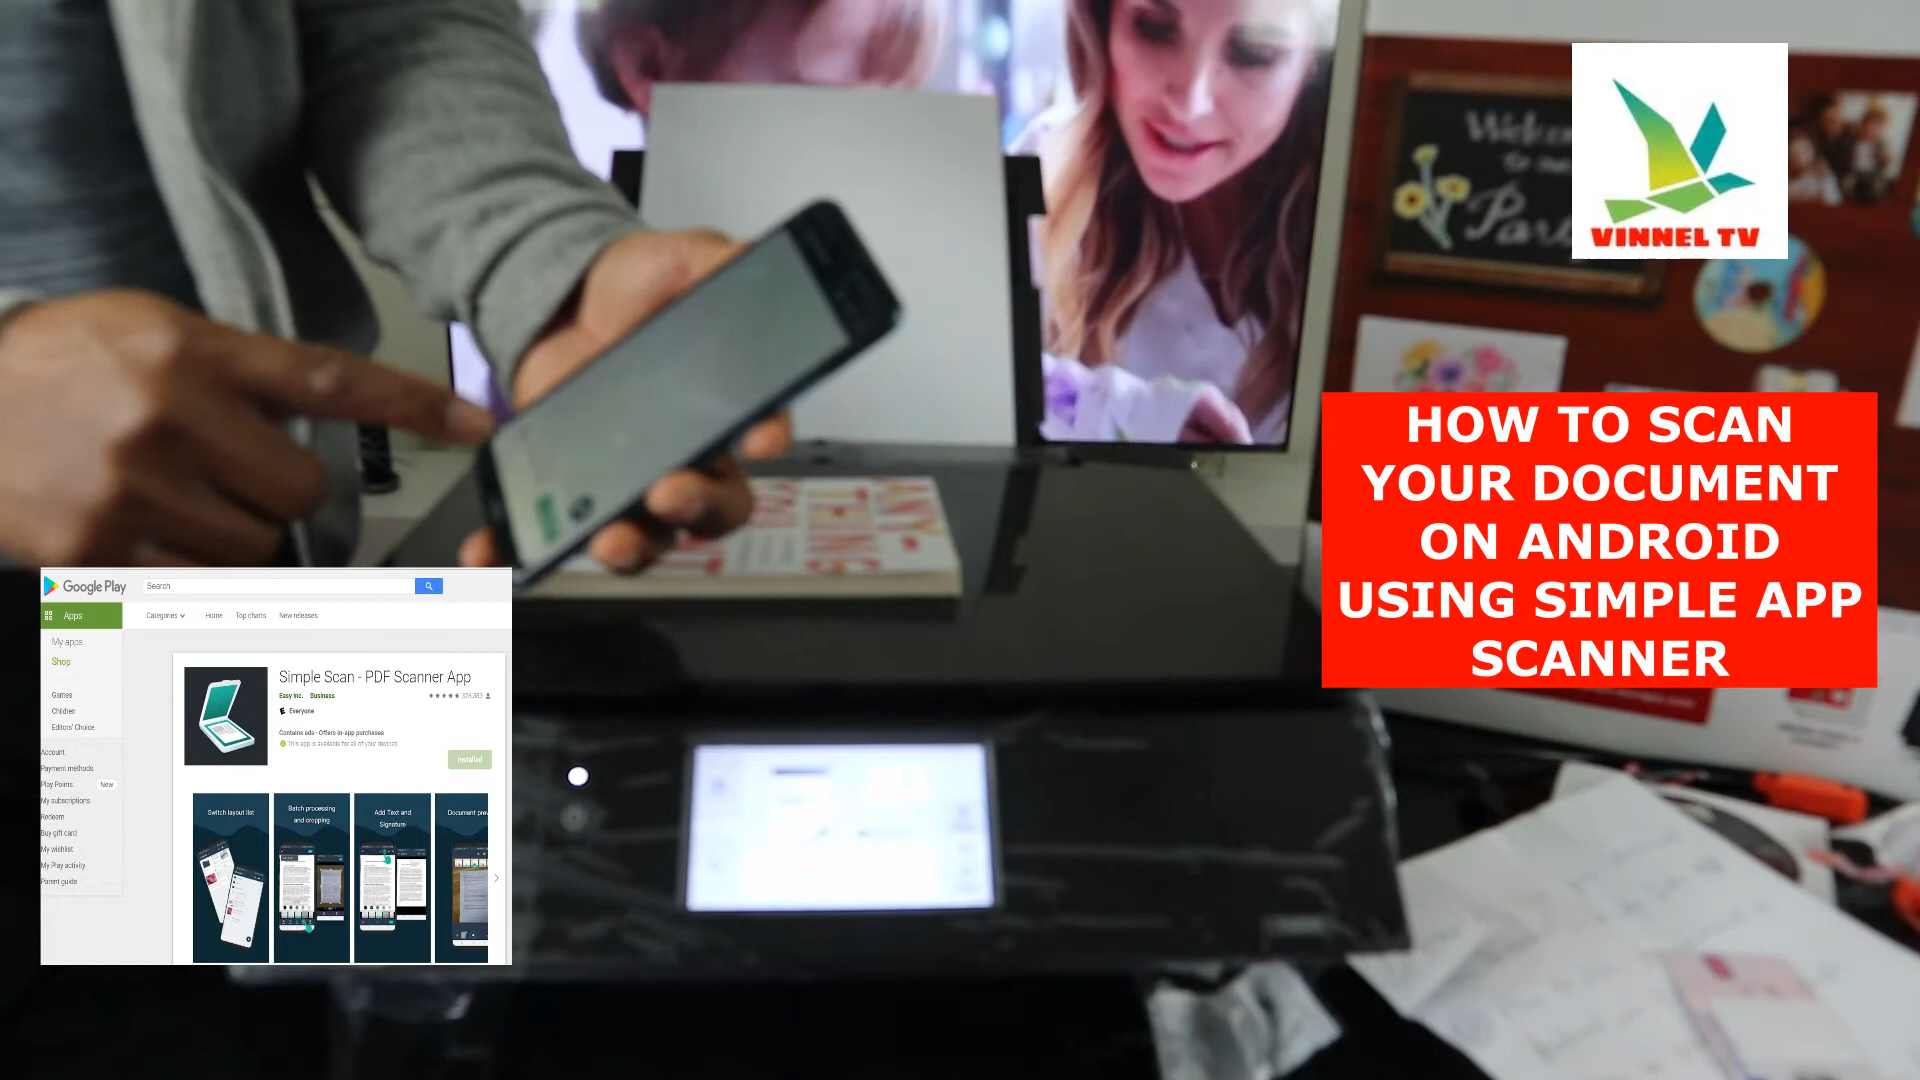 VINNEL TV
HOW TO SCAN
YOUR DOCUMENT
ON ANDROID
USING SIMPLE APP
SCANNER
Google Play
Search
Apps
Categories
Home
Top charts
New releases
My apps
Shop
Games
Children
Editors' Choice
Account
Payment methods
Play Points
New
My subscriptions
Redeem
Buy gift card
My wishlist
My Play activity
Parent guide
Simple Scan - PDF Scanner App
Easy inc. Business
Everyone
Contains ads · Offers in-app purchases
This app is available for all of your devices
Installed
Switch layout list
Batch processing
and cropping
Add Text and
Signature
Document prev